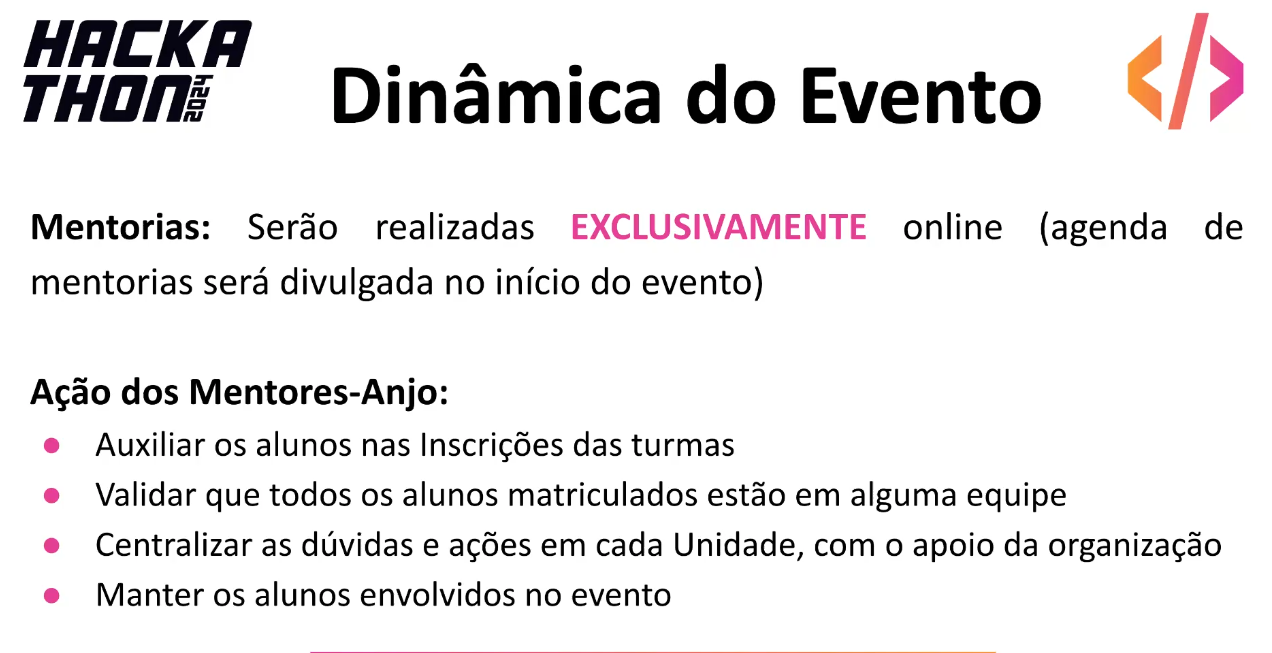 HACKA
THON 2024
Dinâmica do Evento
Mentorias: Serão realizadas EXCLUSIVAMENTE online (agenda de
mentorias será divulgada no início do evento)
Ação dos Mentores-Anjo:
● Auxiliar os alunos nas Inscrições das turmas
● Validar que todos os alunos matriculados estão em alguma equipe
● Centralizar as dúvidas e ações em cada Unidade, com o apoio da organização
● Manter os alunos envolvidos no evento